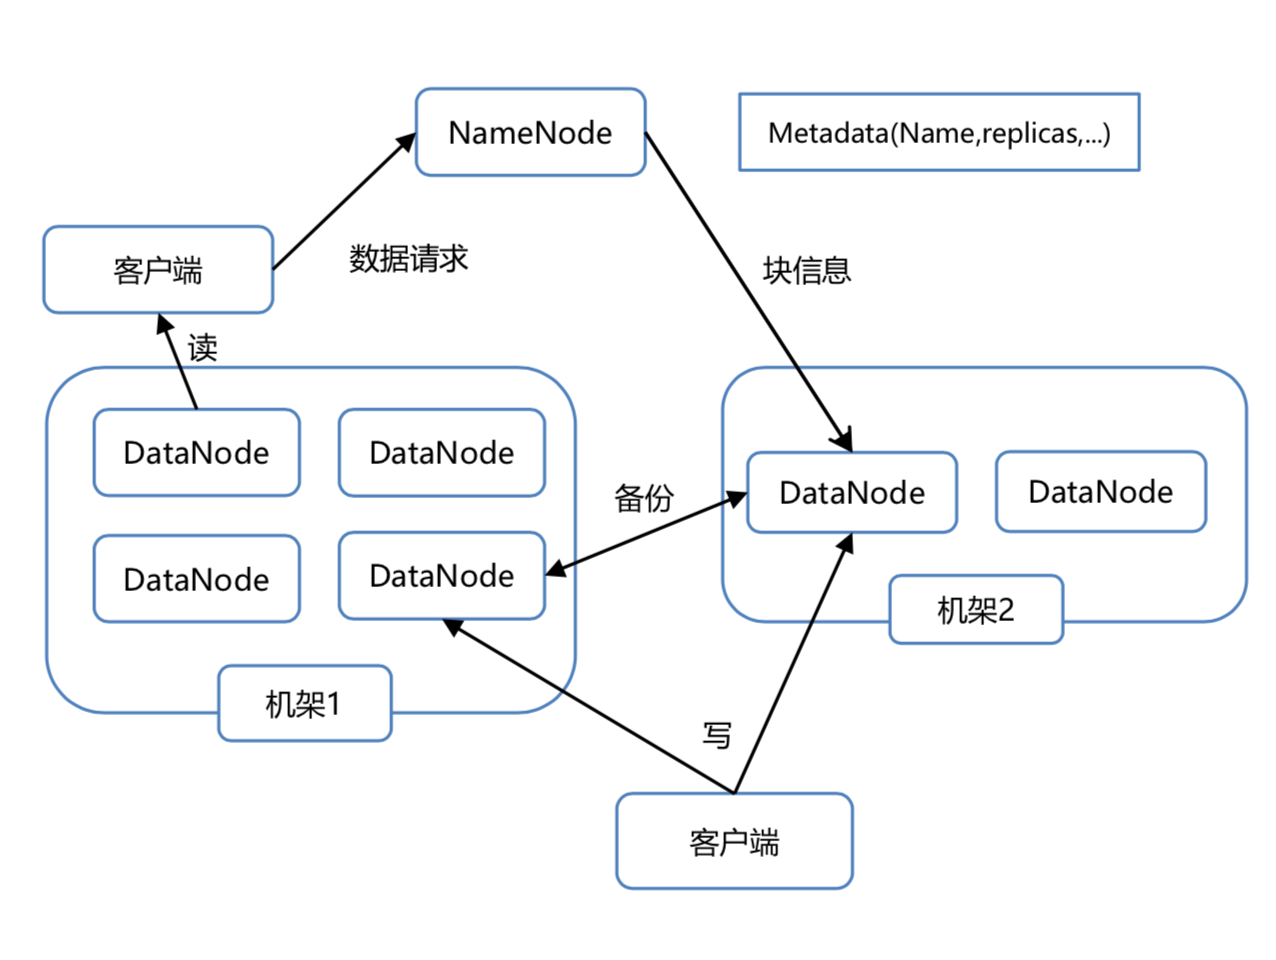 NameNode
Metadata(Name,replicas,...)
数据请求
客户端
块信息
读
DataNode
DataNode
DataNode
DataNode
机架1
备份
DataNode
DataNode
机架2
写
客户端